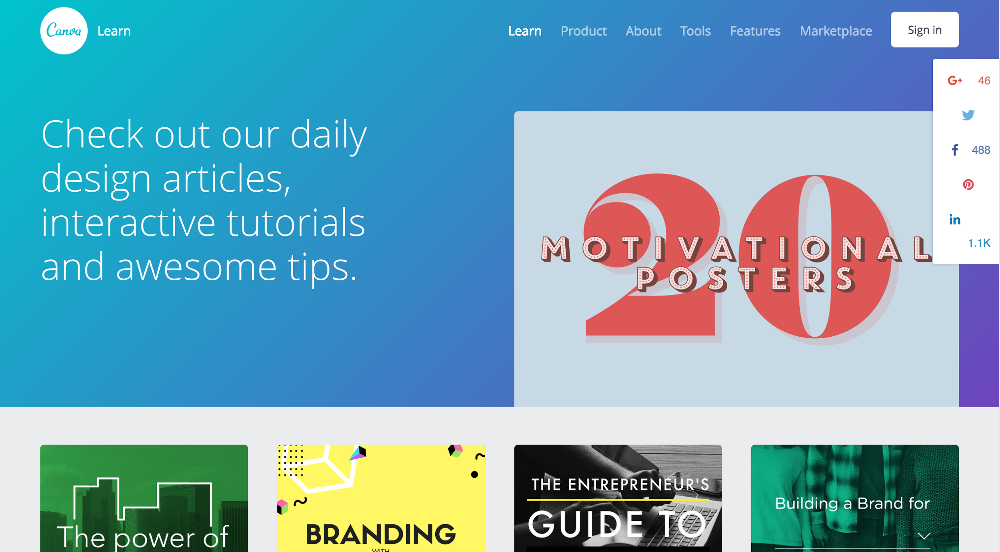 Canva
Learn
Learn
Product
About
Tools
Features
Marketplace
Sign in
G+ 46
f 488
in
1.1K
Check out our daily
design articles,
interactive tutorials
and awesome tips.
20
MOTIVATIONAL
POSTERS
The power of
BRANDING
WITH
THE ENTREPRENEUR'S
GUIDE TO
Building a Brand for